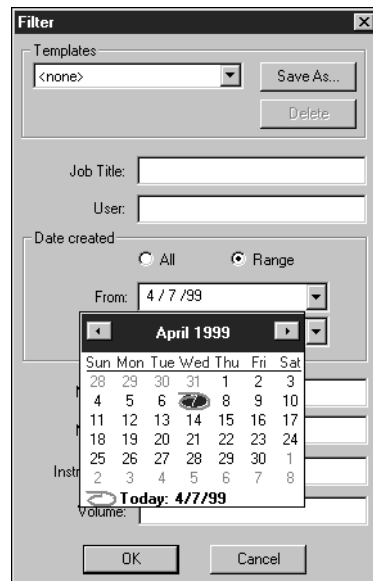 Filter
Templates
<none>
Save As...
Delete
Job Title:
User:
Date created
All
Range
From: 4 / 7 /99
April 1999
Sun Mon Tue Wed Thu Fri Sat
28 29 30 31 1 2 3
4 5 6 7 8 9 10
11 12 13 14 15 16 17
18 19 20 21 22 23 24
25 26 27 28 29 30 1
2 3 4 5 6 7 8
Today: 4/7/99
Volume:
OK
Cancel